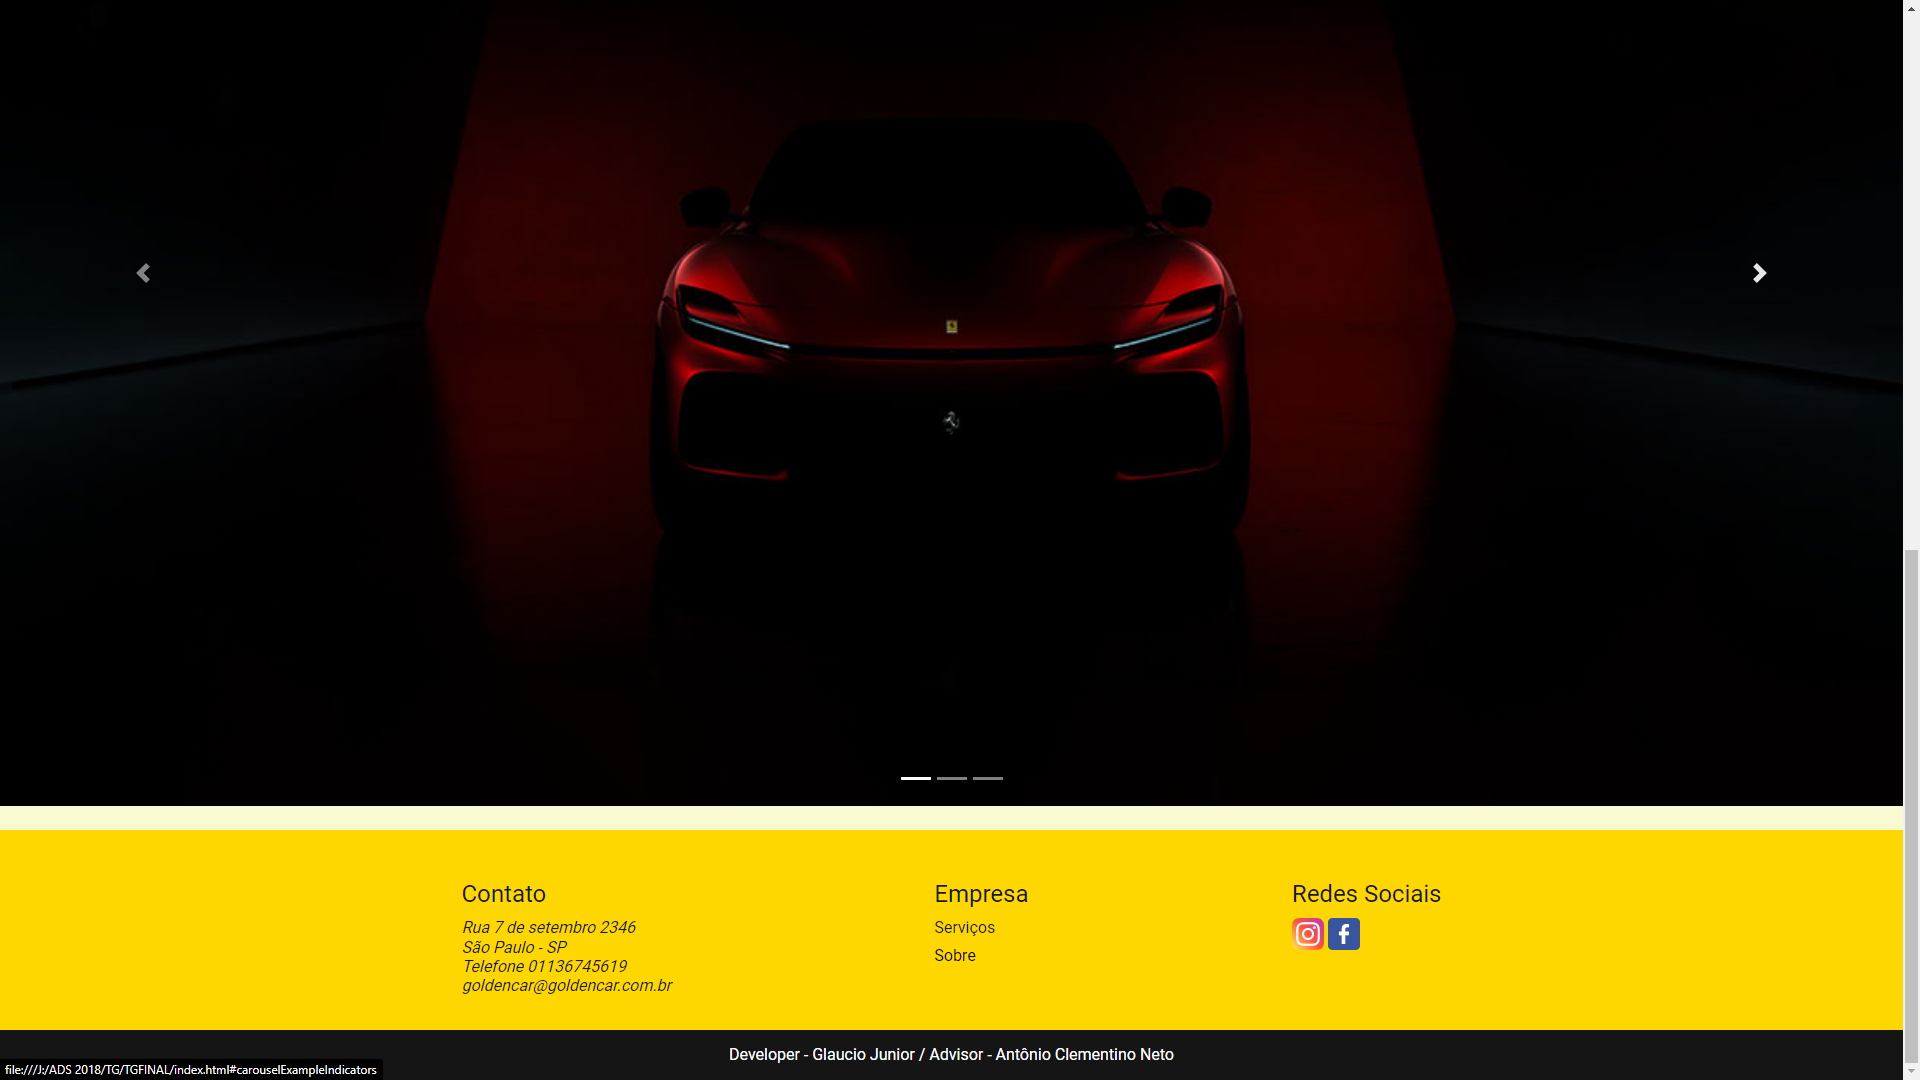 Contato
Rua 7 de setembro 2346
São Paulo - SP
Telefone 01136745619
goldencar@goldencar.com.br
Empresa
Serviços
Sobre
Redes Sociais
Developer - Glaucio Junior / Advisor - Antônio Clementino Neto
file:///J:/ADS 2018/TG/TGFINAL/index.html#carouselExampleIndicators